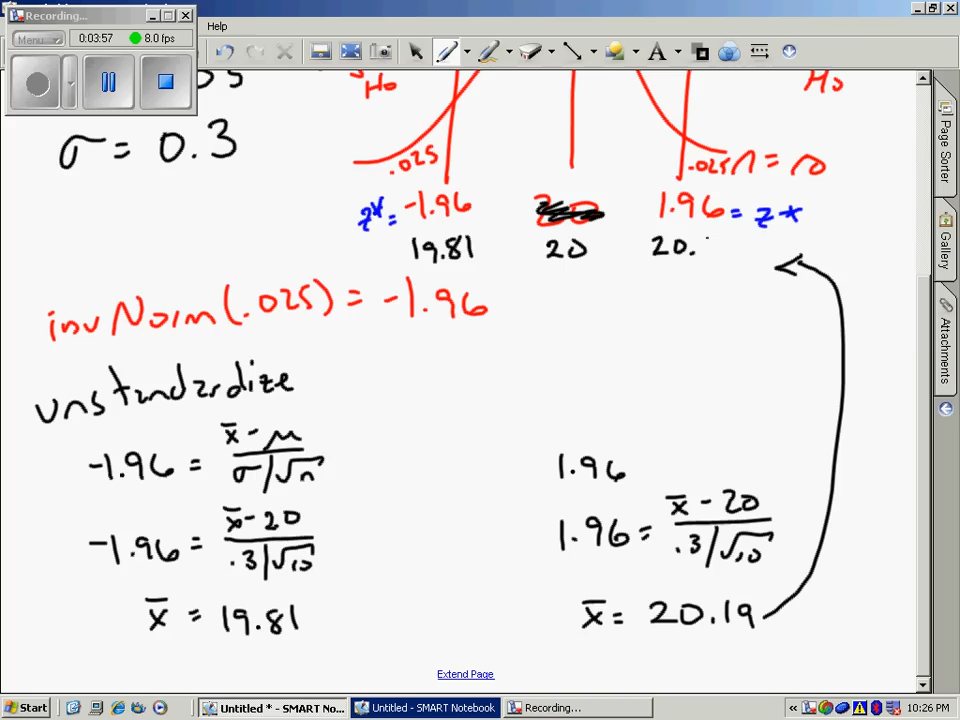 Recording...
Menu
0:03:57 8.0 fps
Help
σ = 0.3
Ho
Ho
.025
.025
n = 10
z* = -1.96
1.96 = z*
19.81 20 20.
invNorm(.025) = -1.96
unstandardize
-1.96 = x̄ - μ / σ/√n
1.96
-1.96 = x̄ - 20 / .3/√10
1.96 = x̄ - 20 / .3/√10
x̄ = 19.81
x̄ = 20.19
Extend Page
Page Sorter
Gallery
Attachments
Start
Untitled * - SMART No...
Untitled - SMART Notebook
Recording...
« 10:26 PM